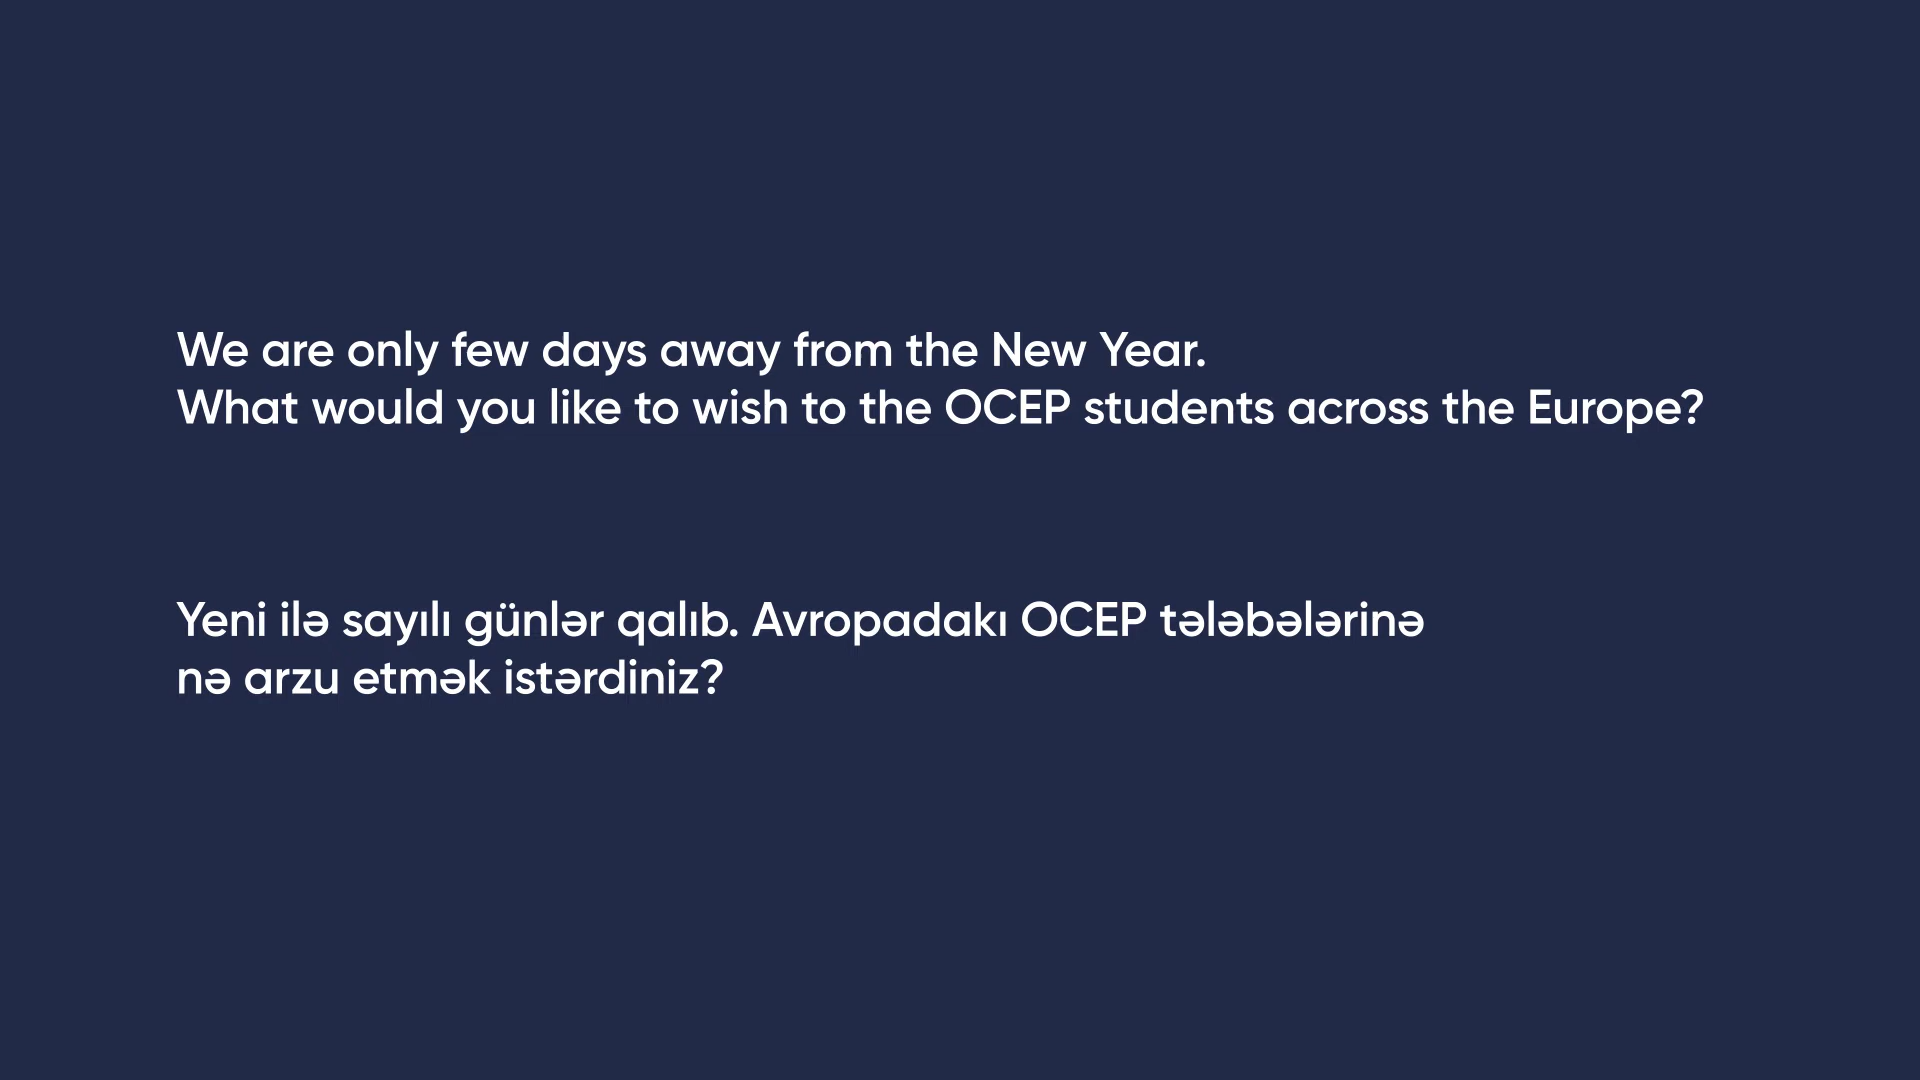 We are only few days away from the New Year.
What would you like to wish to the OCEP students across the Europe?
Yeni ilə sayılı günlər qalıb. Avropadakı OCEP tələbələrinə
nə arzu etmək istərdiniz?